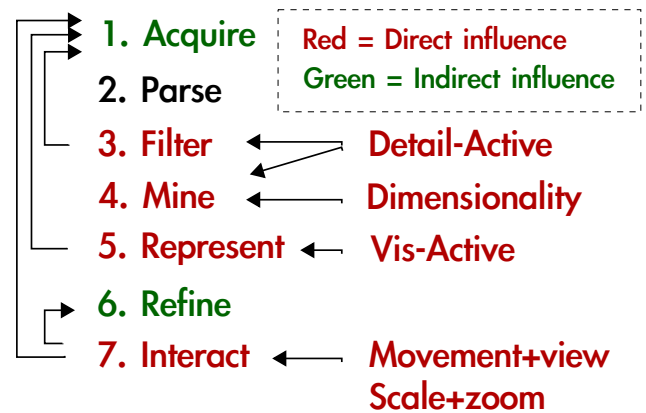 1. Acquire
Red = Direct influence
Green = Indirect influence
2. Parse
3. Filter
Detail-Active
4. Mine
Dimensionality
5. Represent
Vis-Active
6. Refine
7. Interact
Movement+view
Scale+zoom